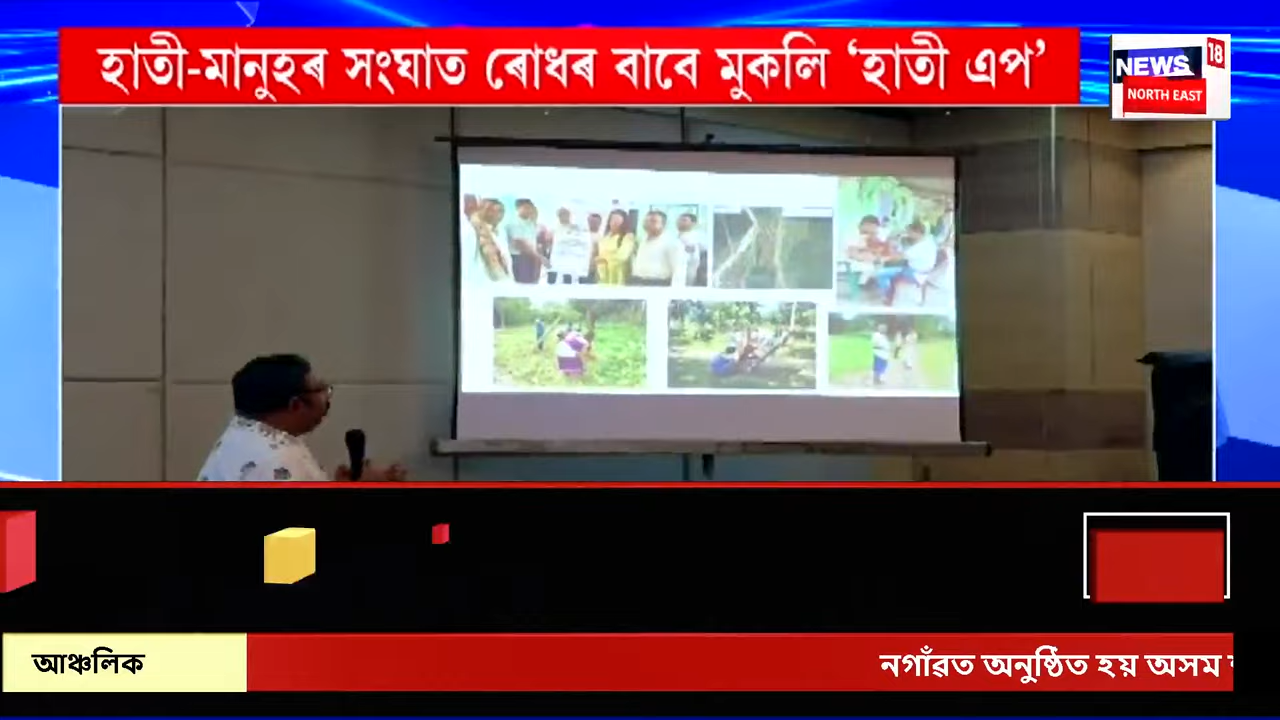 হাতী-মানুহৰ সংঘাত ৰোধৰ বাবে মুকলি ‘হাতী এপ’
NEWS 18
NORTH EAST
আঞ্চলিক
নগাঁৱত অনুষ্ঠিত হয় অসম